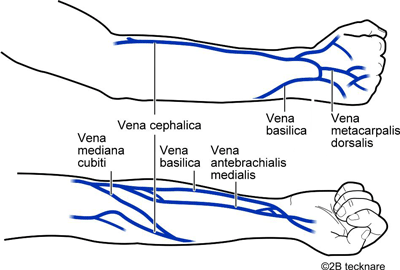 Vena cephalica
Vena
basilica
Vena
metacarpalis
dorsalis
Vena
mediana
cubiti
Vena
basilica
Vena
antebrachialis
medialis
©2B tecknare